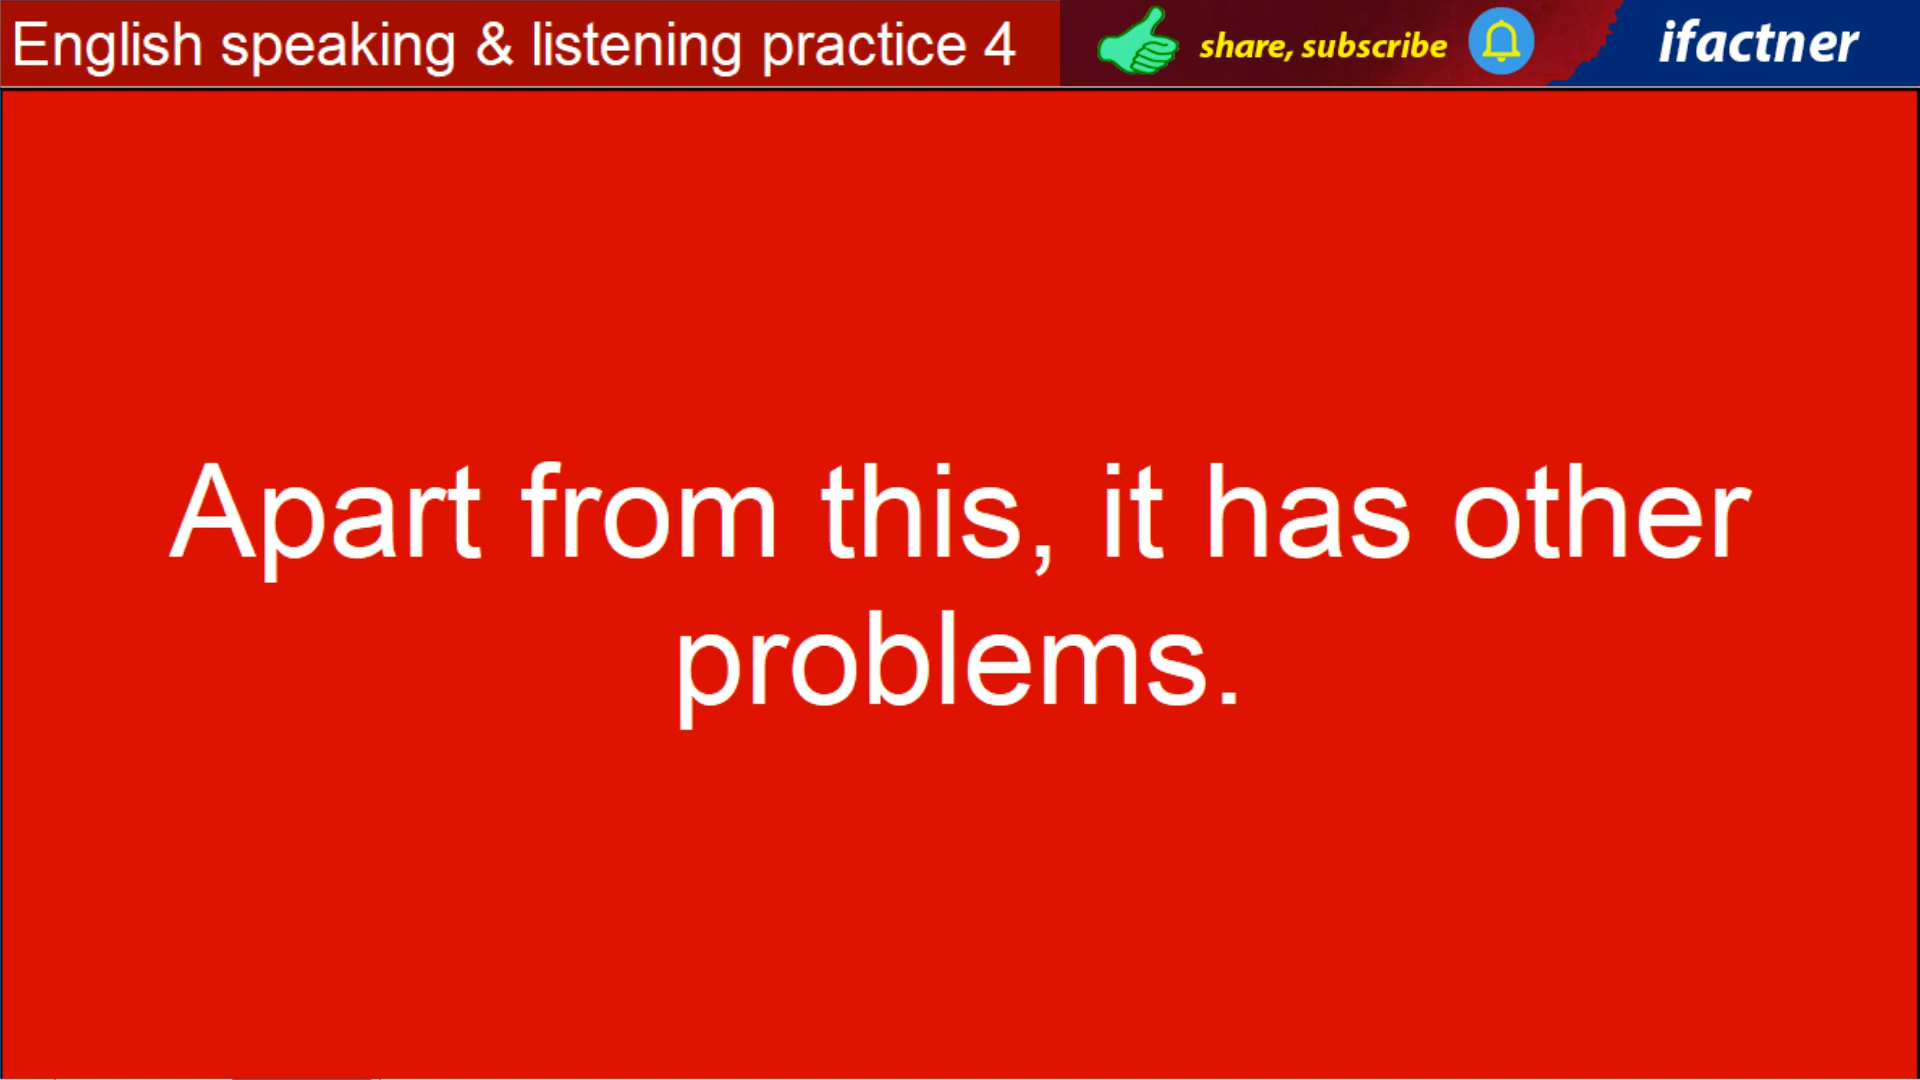 English speaking & listening practice 4
share, subscribe
ifactner
Apart from this, it has other
problems.